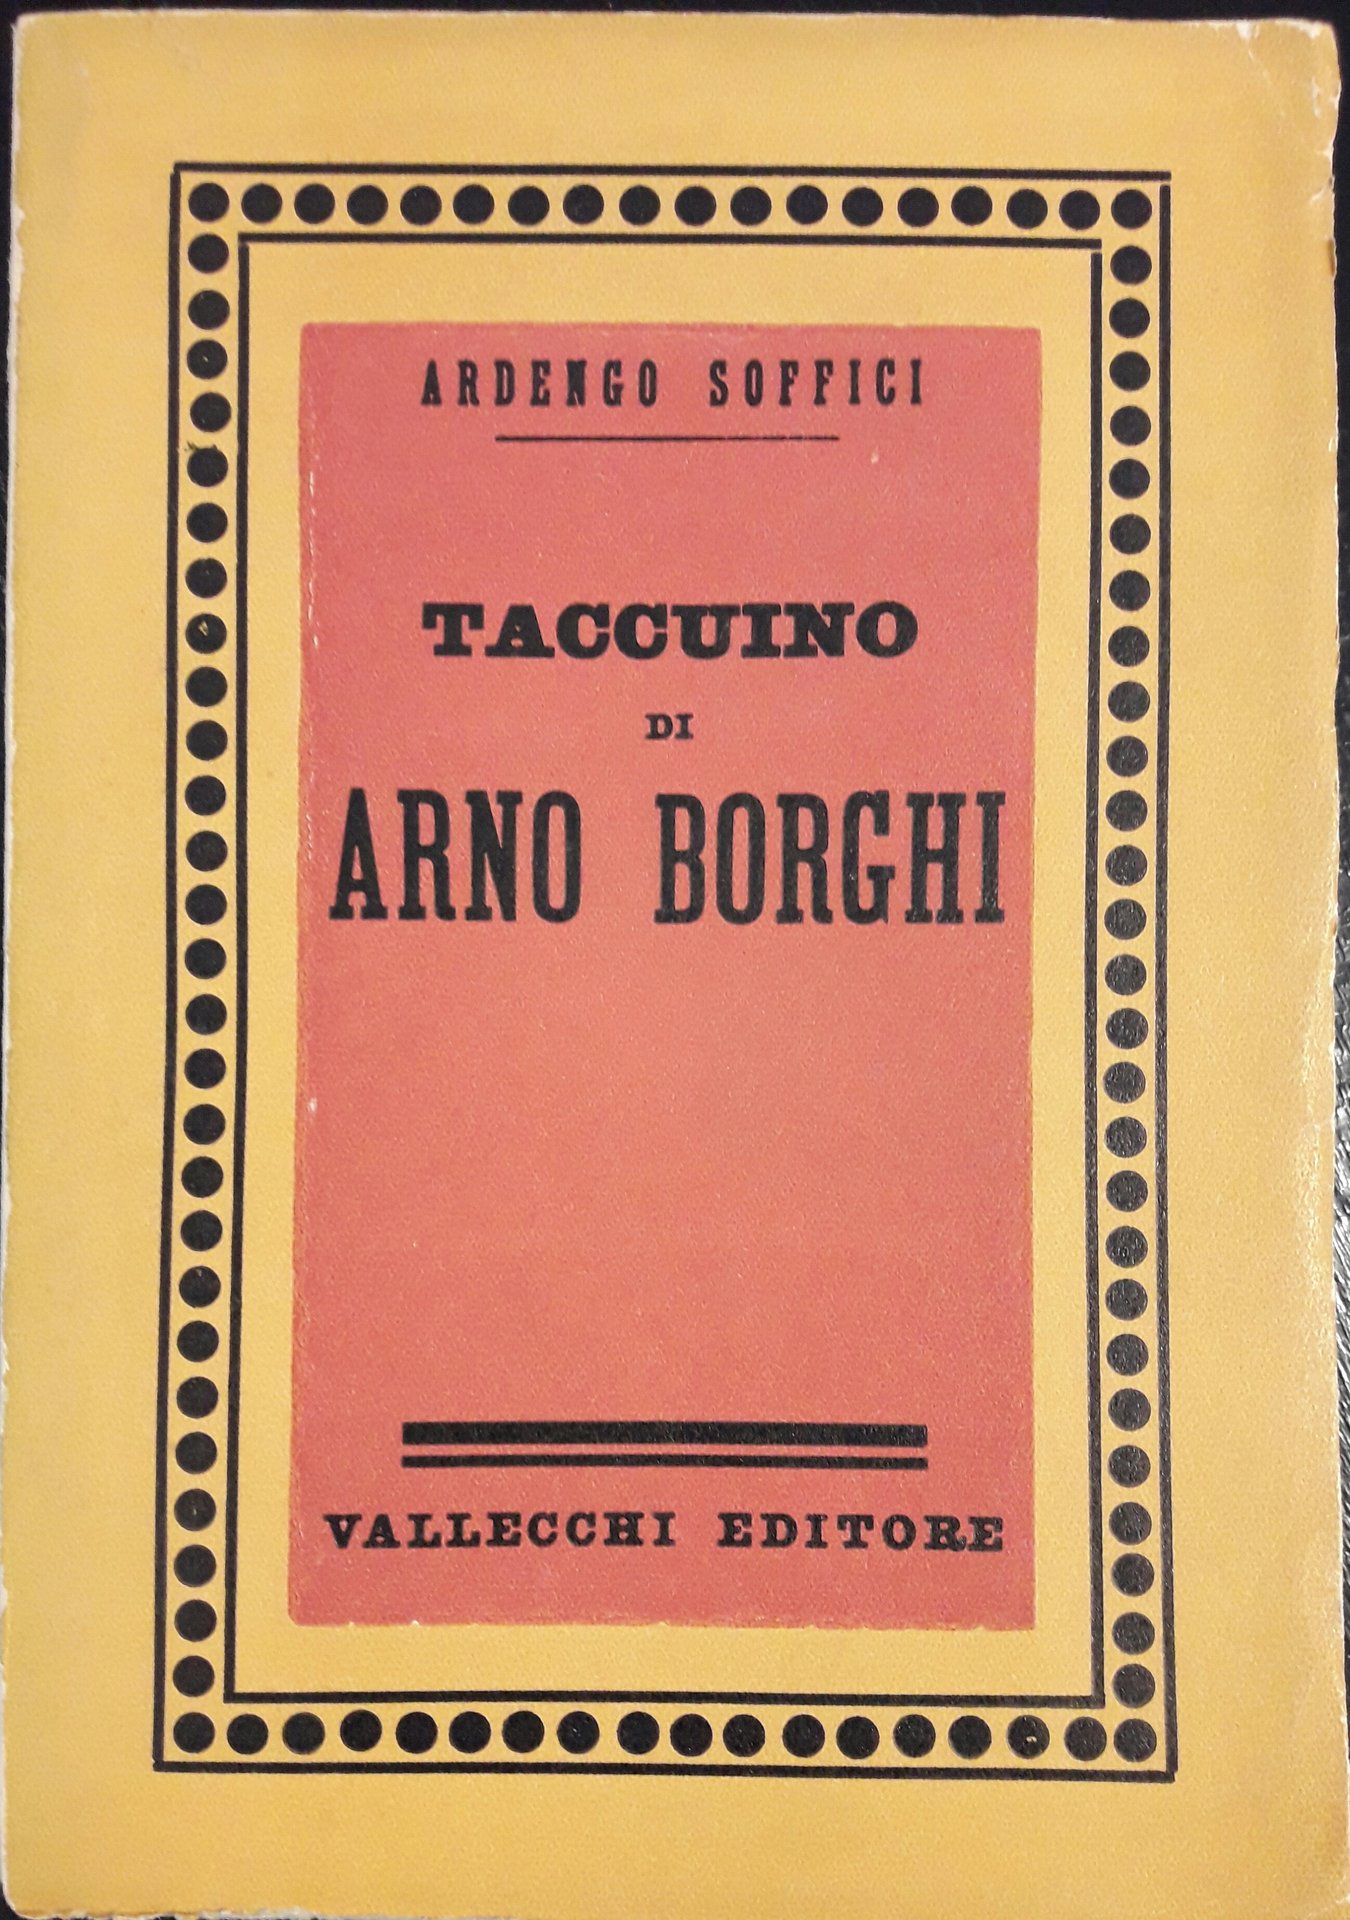 ARDENGO SOFFICI
TACCUINO
DI
ARNO BORGHI
VALLECCHI EDITORE